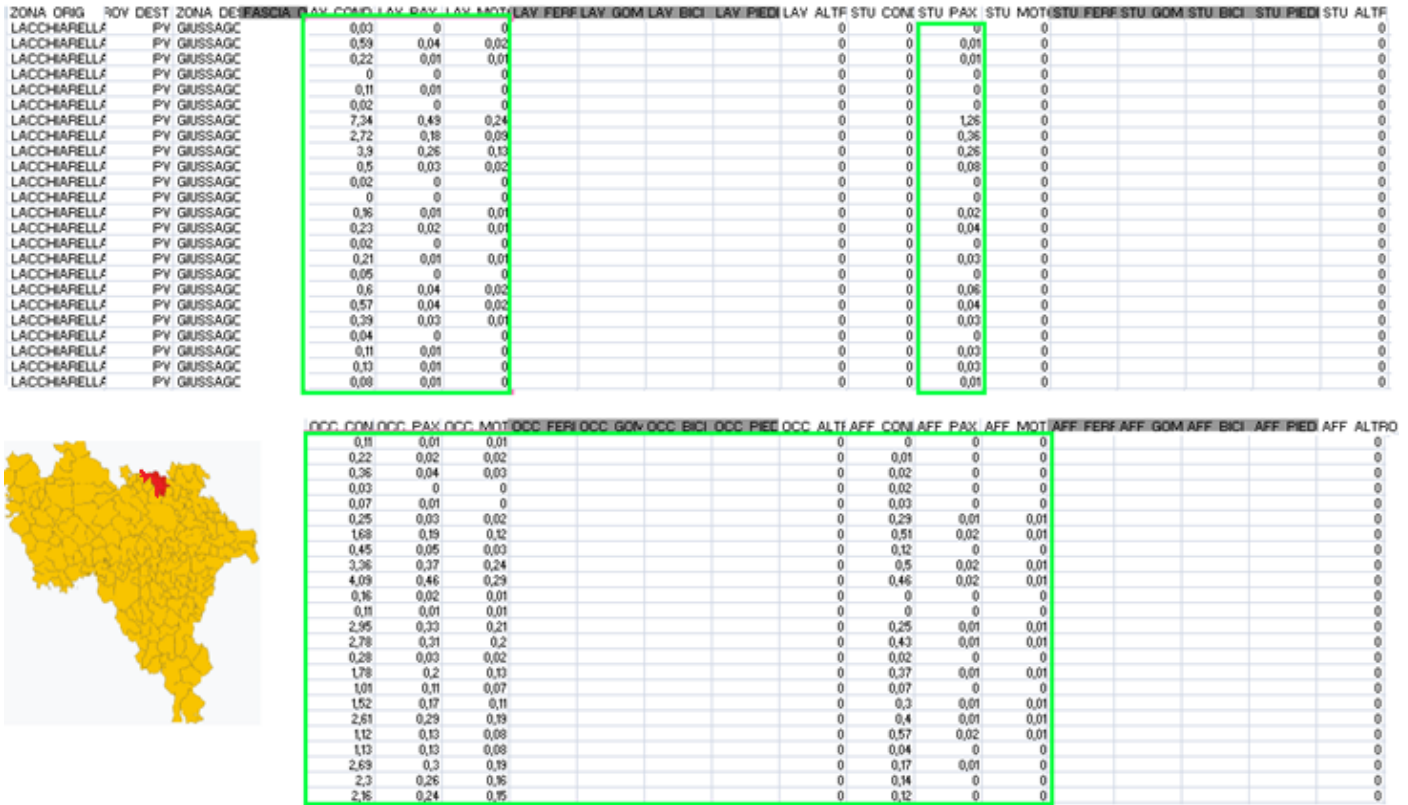 ZONA ORIG ROV DEST ZONA DES FASCIA O LAV COND LAV PAX LAV MOT LAV FERR LAV GOM LAV BICI LAV PIEDI LAV ALTR STU COND STU PAX STU MOT STU FERR STU GOM STU BICI STU PIEDI STU ALTR
LACCHIARELLA PV GIUSSAGO 0,03 0 0 0 0 0 0 0
LACCHIARELLA PV GIUSSAGO 0,59 0,04 0,02 0 0 0,01 0 0
LACCHIARELLA PV GIUSSAGO 0,22 0,01 0,01 0 0 0,01 0 0
LACCHIARELLA PV GIUSSAGO 0 0 0 0 0 0 0 0
LACCHIARELLA PV GIUSSAGO 0,11 0,01 0 0 0 0 0 0
LACCHIARELLA PV GIUSSAGO 0,02 0 0 0 0 0 0 0
LACCHIARELLA PV GIUSSAGO 7,34 0,49 0,24 0 0 1,26 0 0
LACCHIARELLA PV GIUSSAGO 2,72 0,18 0,09 0 0 0,36 0 0
LACCHIARELLA PV GIUSSAGO 3,9 0,26 0,13 0 0 0,26 0 0
LACCHIARELLA PV GIUSSAGO 0,5 0,03 0,02 0 0 0,08 0 0
LACCHIARELLA PV GIUSSAGO 0,02 0 0 0 0 0 0 0
LACCHIARELLA PV GIUSSAGO 0 0 0 0 0 0 0 0
LACCHIARELLA PV GIUSSAGO 0,16 0,01 0,01 0 0 0,02 0 0
LACCHIARELLA PV GIUSSAGO 0,23 0,02 0,01 0 0 0,04 0 0
LACCHIARELLA PV GIUSSAGO 0,02 0 0 0 0 0 0 0
LACCHIARELLA PV GIUSSAGO 0,21 0,01 0,01 0 0 0,03 0 0
LACCHIARELLA PV GIUSSAGO 0,05 0 0 0 0 0 0 0
LACCHIARELLA PV GIUSSAGO 0,6 0,04 0,02 0 0 0,06 0 0
LACCHIARELLA PV GIUSSAGO 0,57 0,04 0,02 0 0 0,04 0 0
LACCHIARELLA PV GIUSSAGO 0,39 0,03 0,01 0 0 0,03 0 0
LACCHIARELLA PV GIUSSAGO 0,04 0 0 0 0 0 0 0
LACCHIARELLA PV GIUSSAGO 0,11 0,01 0 0 0 0,03 0 0
LACCHIARELLA PV GIUSSAGO 0,13 0,01 0 0 0 0,03 0 0
LACCHIARELLA PV GIUSSAGO 0,08 0,01 0 0 0 0,01 0 0
OCC CON OCC PAX OCC MOT OCC FERI OCC GOM OCC BICI OCC PIED OCC ALTR AFF CON AFF PAX AFF MOT AFF FERR AFF GOM AFF BICI AFF PIED AFF ALTRO
0,11 0,01 0,01 0 0 0 0 0
0,22 0,02 0,02 0 0,01 0 0 0
0,36 0,04 0,03 0 0,02 0 0 0
0,03 0 0 0 0,02 0 0 0
0,07 0,01 0 0 0,03 0 0 0
0,25 0,03 0,02 0 0,29 0,01 0,01 0
1,68 0,19 0,12 0 0,51 0,02 0,01 0
0,45 0,05 0,03 0 0,12 0 0 0
3,36 0,37 0,24 0 0,5 0,02 0,01 0
4,09 0,46 0,29 0 0,46 0,02 0,01 0
0,16 0,02 0,01 0 0 0 0 0
0,11 0,01 0,01 0 0 0 0 0
2,95 0,33 0,21 0 0,25 0,01 0,01 0
2,78 0,31 0,2 0 0,43 0,01 0,01 0
0,28 0,03 0,02 0 0,02 0 0 0
1,78 0,2 0,13 0 0,37 0,01 0,01 0
1,01 0,11 0,07 0 0,07 0 0 0
1,52 0,17 0,11 0 0,3 0,01 0,01 0
2,61 0,29 0,19 0 0,4 0,01 0,01 0
1,12 0,13 0,08 0 0,57 0,02 0,01 0
1,13 0,13 0,08 0 0,04 0 0 0
2,69 0,3 0,19 0 0,17 0,01 0 0
2,3 0,26 0,16 0 0,14 0 0 0
2,16 0,24 0,15 0 0,12 0 0 0